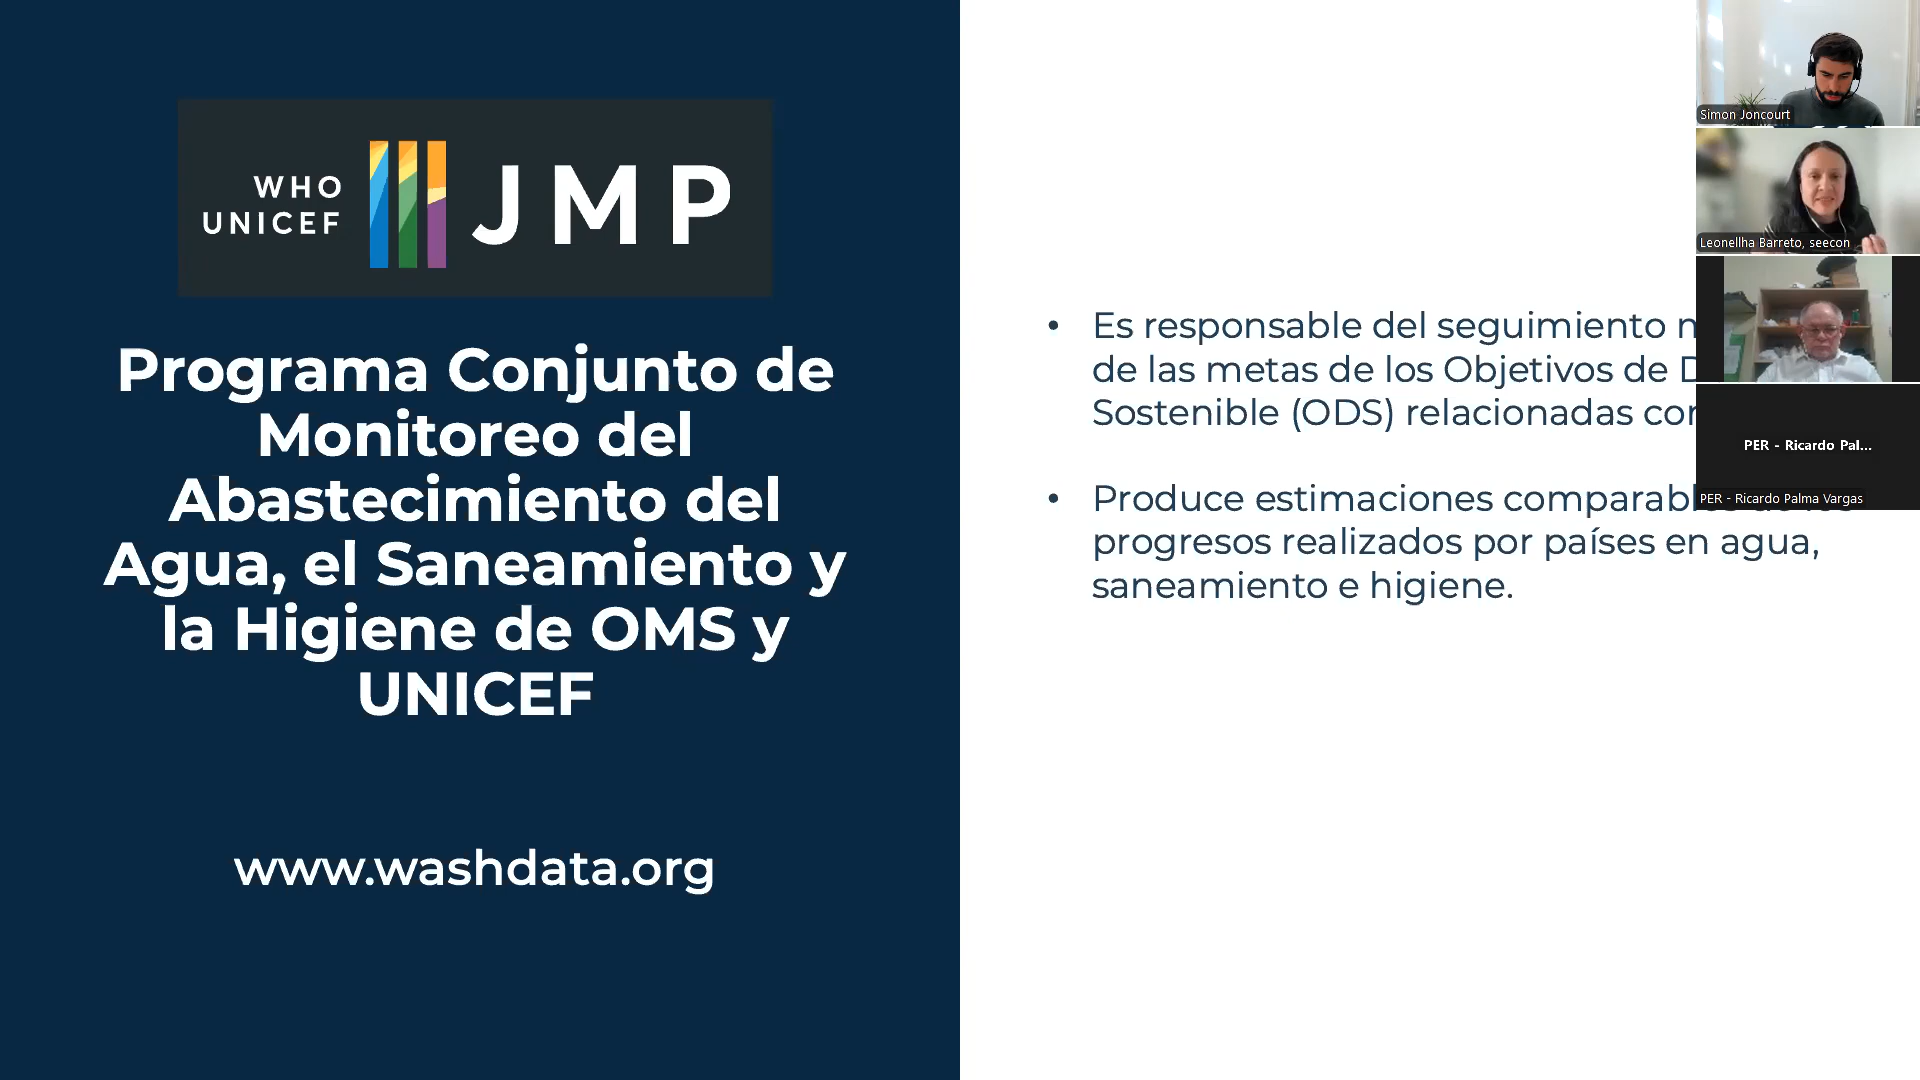 WHO
UNICEF
JMP
Programa Conjunto de
Monitoreo del
Abastecimiento del
Agua, el Saneamiento y
la Higiene de OMS y
UNICEF
www.washdata.org
• Es responsable del seguimiento
de las metas de los Objetivos de
Sostenible (ODS) relacionadas
• Produce estimaciones
progresos realizados por países en agua,
saneamiento e higiene.
Simon Joncourt
Leonellha Barreto, seecon
PER - Ricardo Pal...
PER - Ricardo Palma Vargas